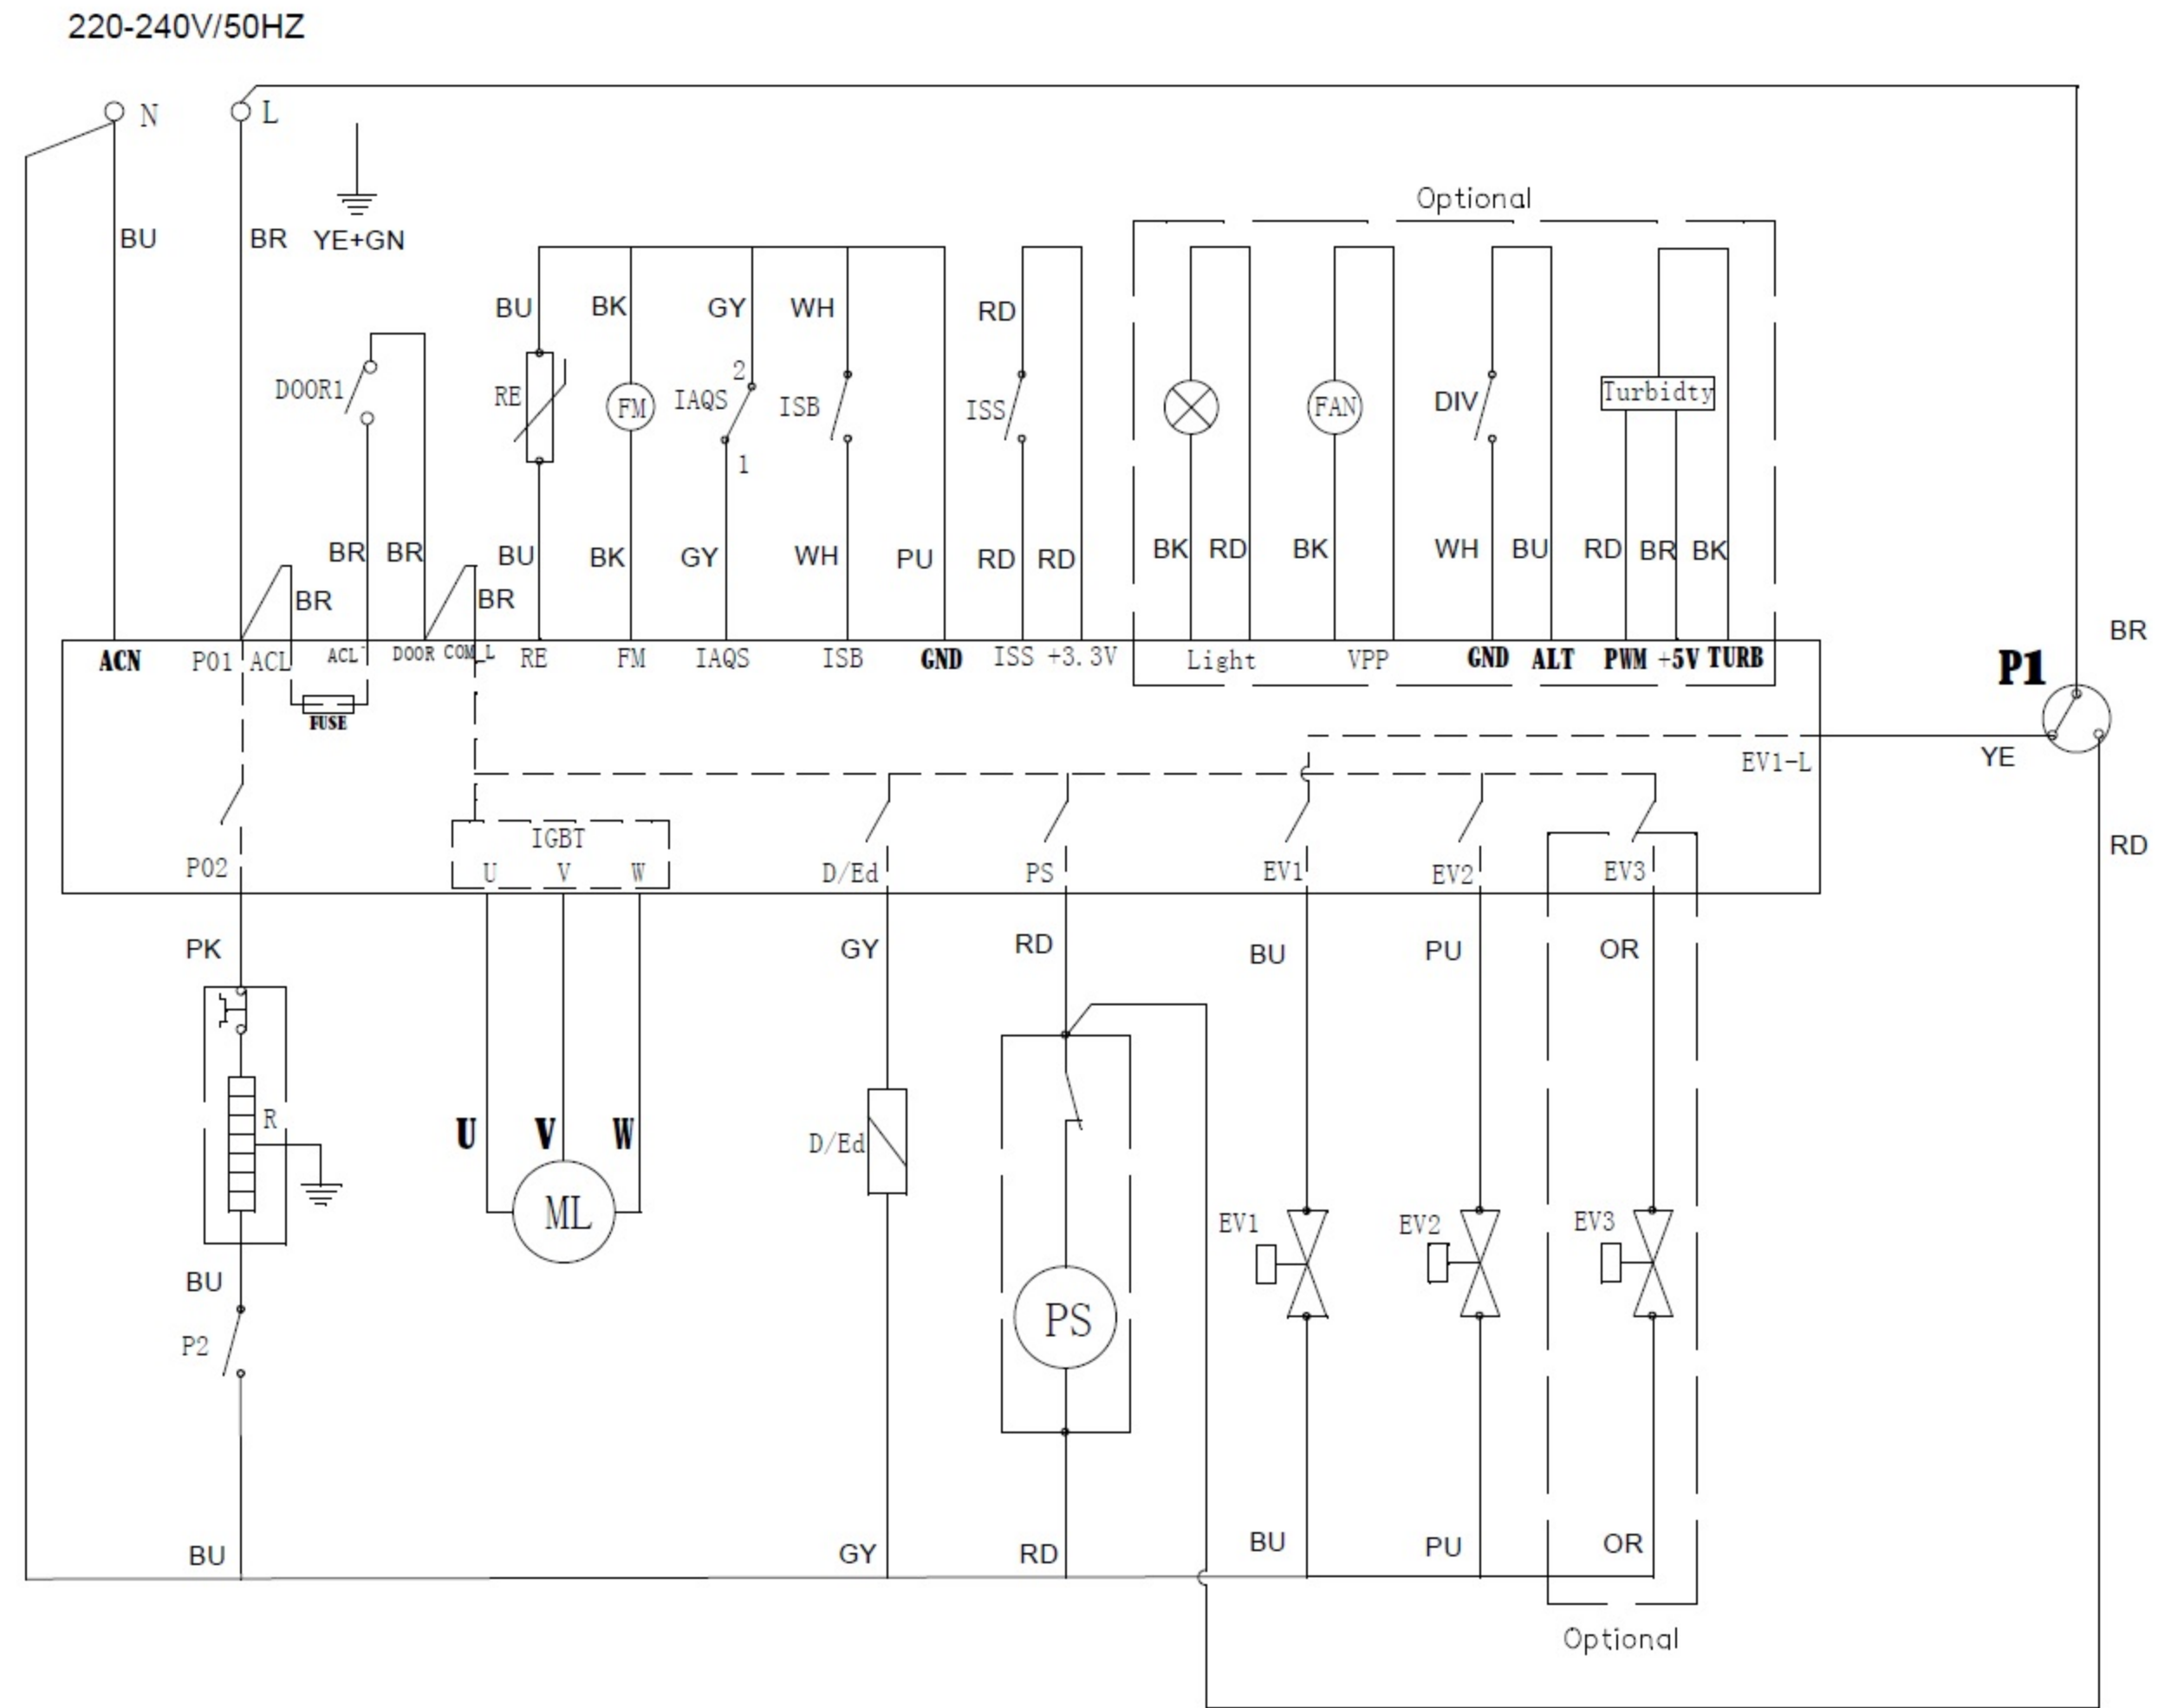 220-240V/50HZ
N
L
BU
BR
YE+GN
Optional
BU
BK
GY
WH
RD
DOOR1
RE
FM
IAQS
2
1
ISB
ISS
FAN
DIV
Turbidty
BR
BR
BR
BR
BU
BK
GY
WH
PU
RD
RD
BK
RD
BK
WH
BU
RD
BR
BK
BR
ACN
P01
ACL
ACL'
DOOR
COM_L
RE
FM
IAQS
ISB
GND
ISS
+3.3V
Light
VPP
GND
ALT
PWM
+5V
TURB
P1
FUSE
EV1-L
YE
IGBT
U
V
W
P02
D/Ed
PS
EV1
EV2
EV3
RD
PK
GY
RD
BU
PU
OR
R
U
V
W
D/Ed
ML
EV1
EV2
EV3
BU
PS
P2
BU
GY
RD
BU
PU
OR
Optional